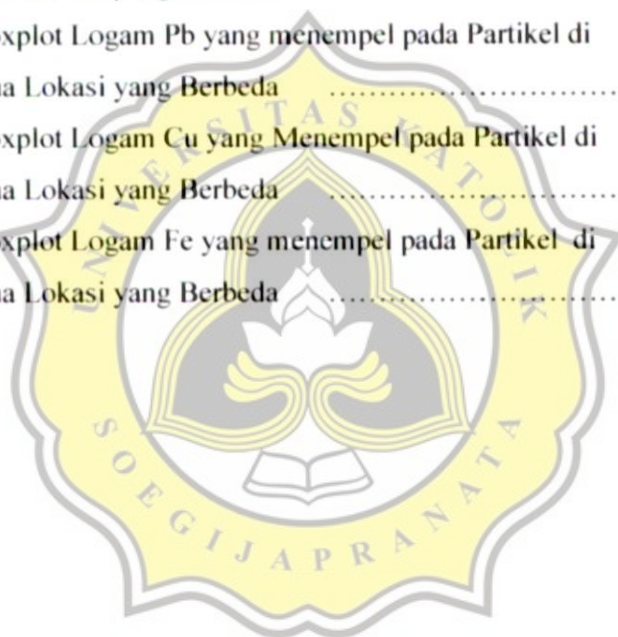 xplot Logam Pb yang menempel pada Partikel di
a Lokasi yang Berbeda ..............................
xplot Logam Cu yang Menempel pada Partikel di
a Lokasi yang Berbeda ..............................
xplot Logam Fe yang menempel pada Partikel di
a Lokasi yang Berbeda ..............................
UNIVERSITAS KATOLIK
SOEGIJAPRANATA